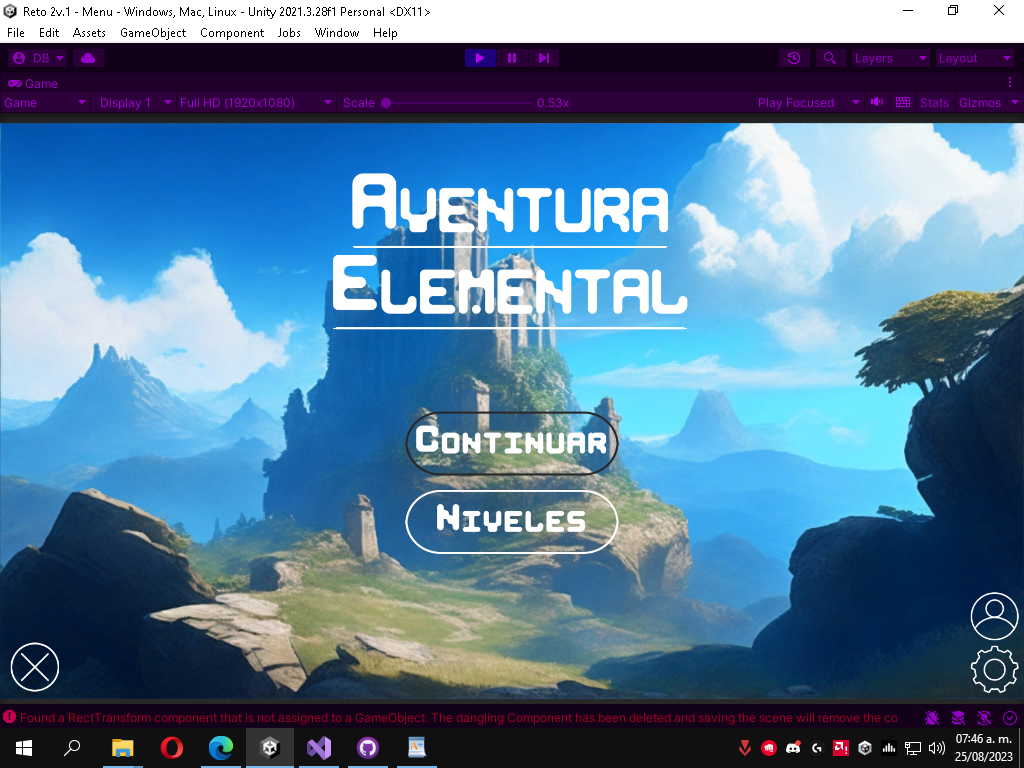 Reto 2v.1 - Menu - Windows, Mac, Linux - Unity 2021.3.28f1 Personal <DX11>
File Edit Assets GameObject Component Jobs Window Help
DB Layers Layout
Game
Game Display 1 Full HD (1920x1080) Scale 0.53x Play Focused Stats Gizmos
AVENTURA
ELEMENTAL
CONTINUAR
NIVELES
Found a RectTransform component that is not assigned to a GameObject. The dangling Component has been deleted and saving the scene will remove the co
07:46 a. m.
25/08/2023